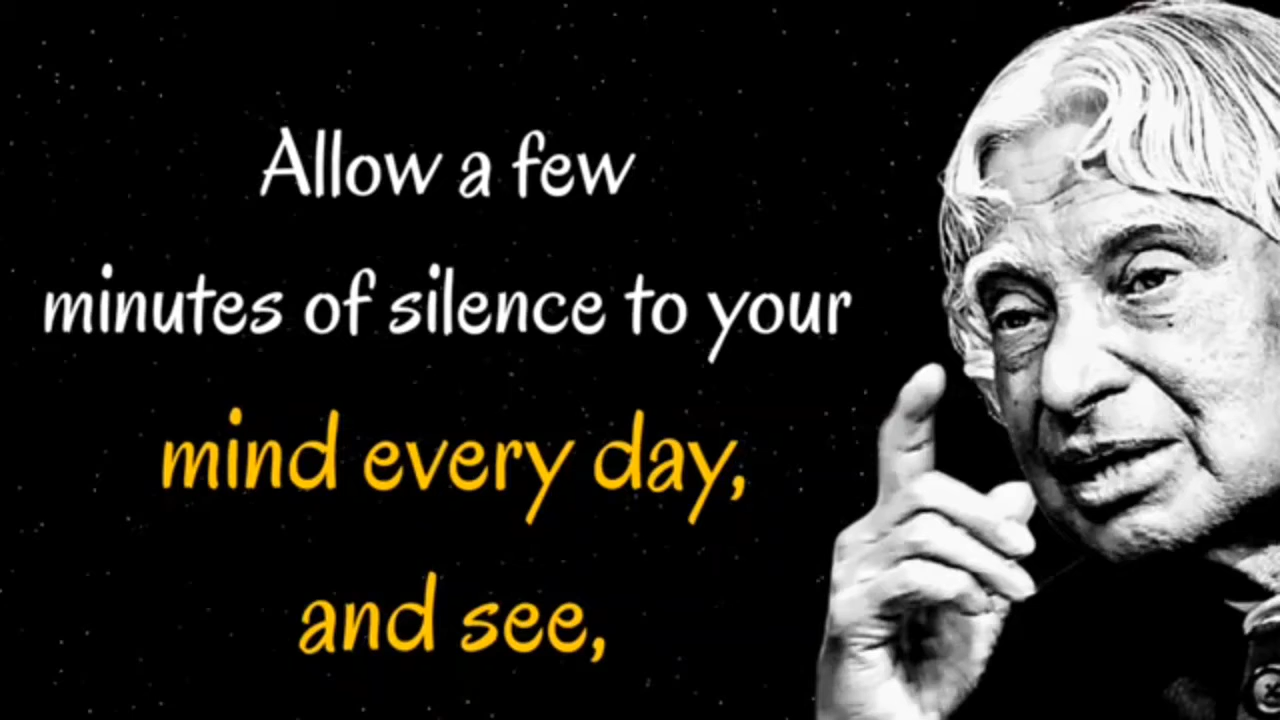 Allow a few
minutes of silence to your
mind every day,
and see,